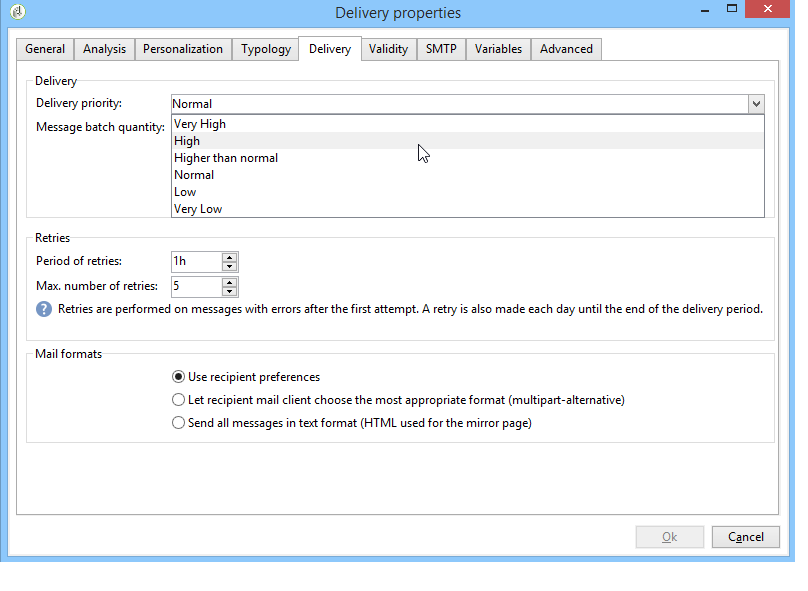 Delivery properties
General Analysis Personalization Typology Delivery Validity SMTP Variables Advanced
Delivery
Delivery priority: Normal
Message batch quantity:
Very High
High
Higher than normal
Normal
Low
Very Low
Retries
Period of retries: 1h
Max. number of retries: 5
? Retries are performed on messages with errors after the first attempt. A retry is also made each day until the end of the delivery period.
Mail formats
Use recipient preferences
Let recipient mail client choose the most appropriate format (multipart-alternative)
Send all messages in text format (HTML used for the mirror page)
Ok Cancel